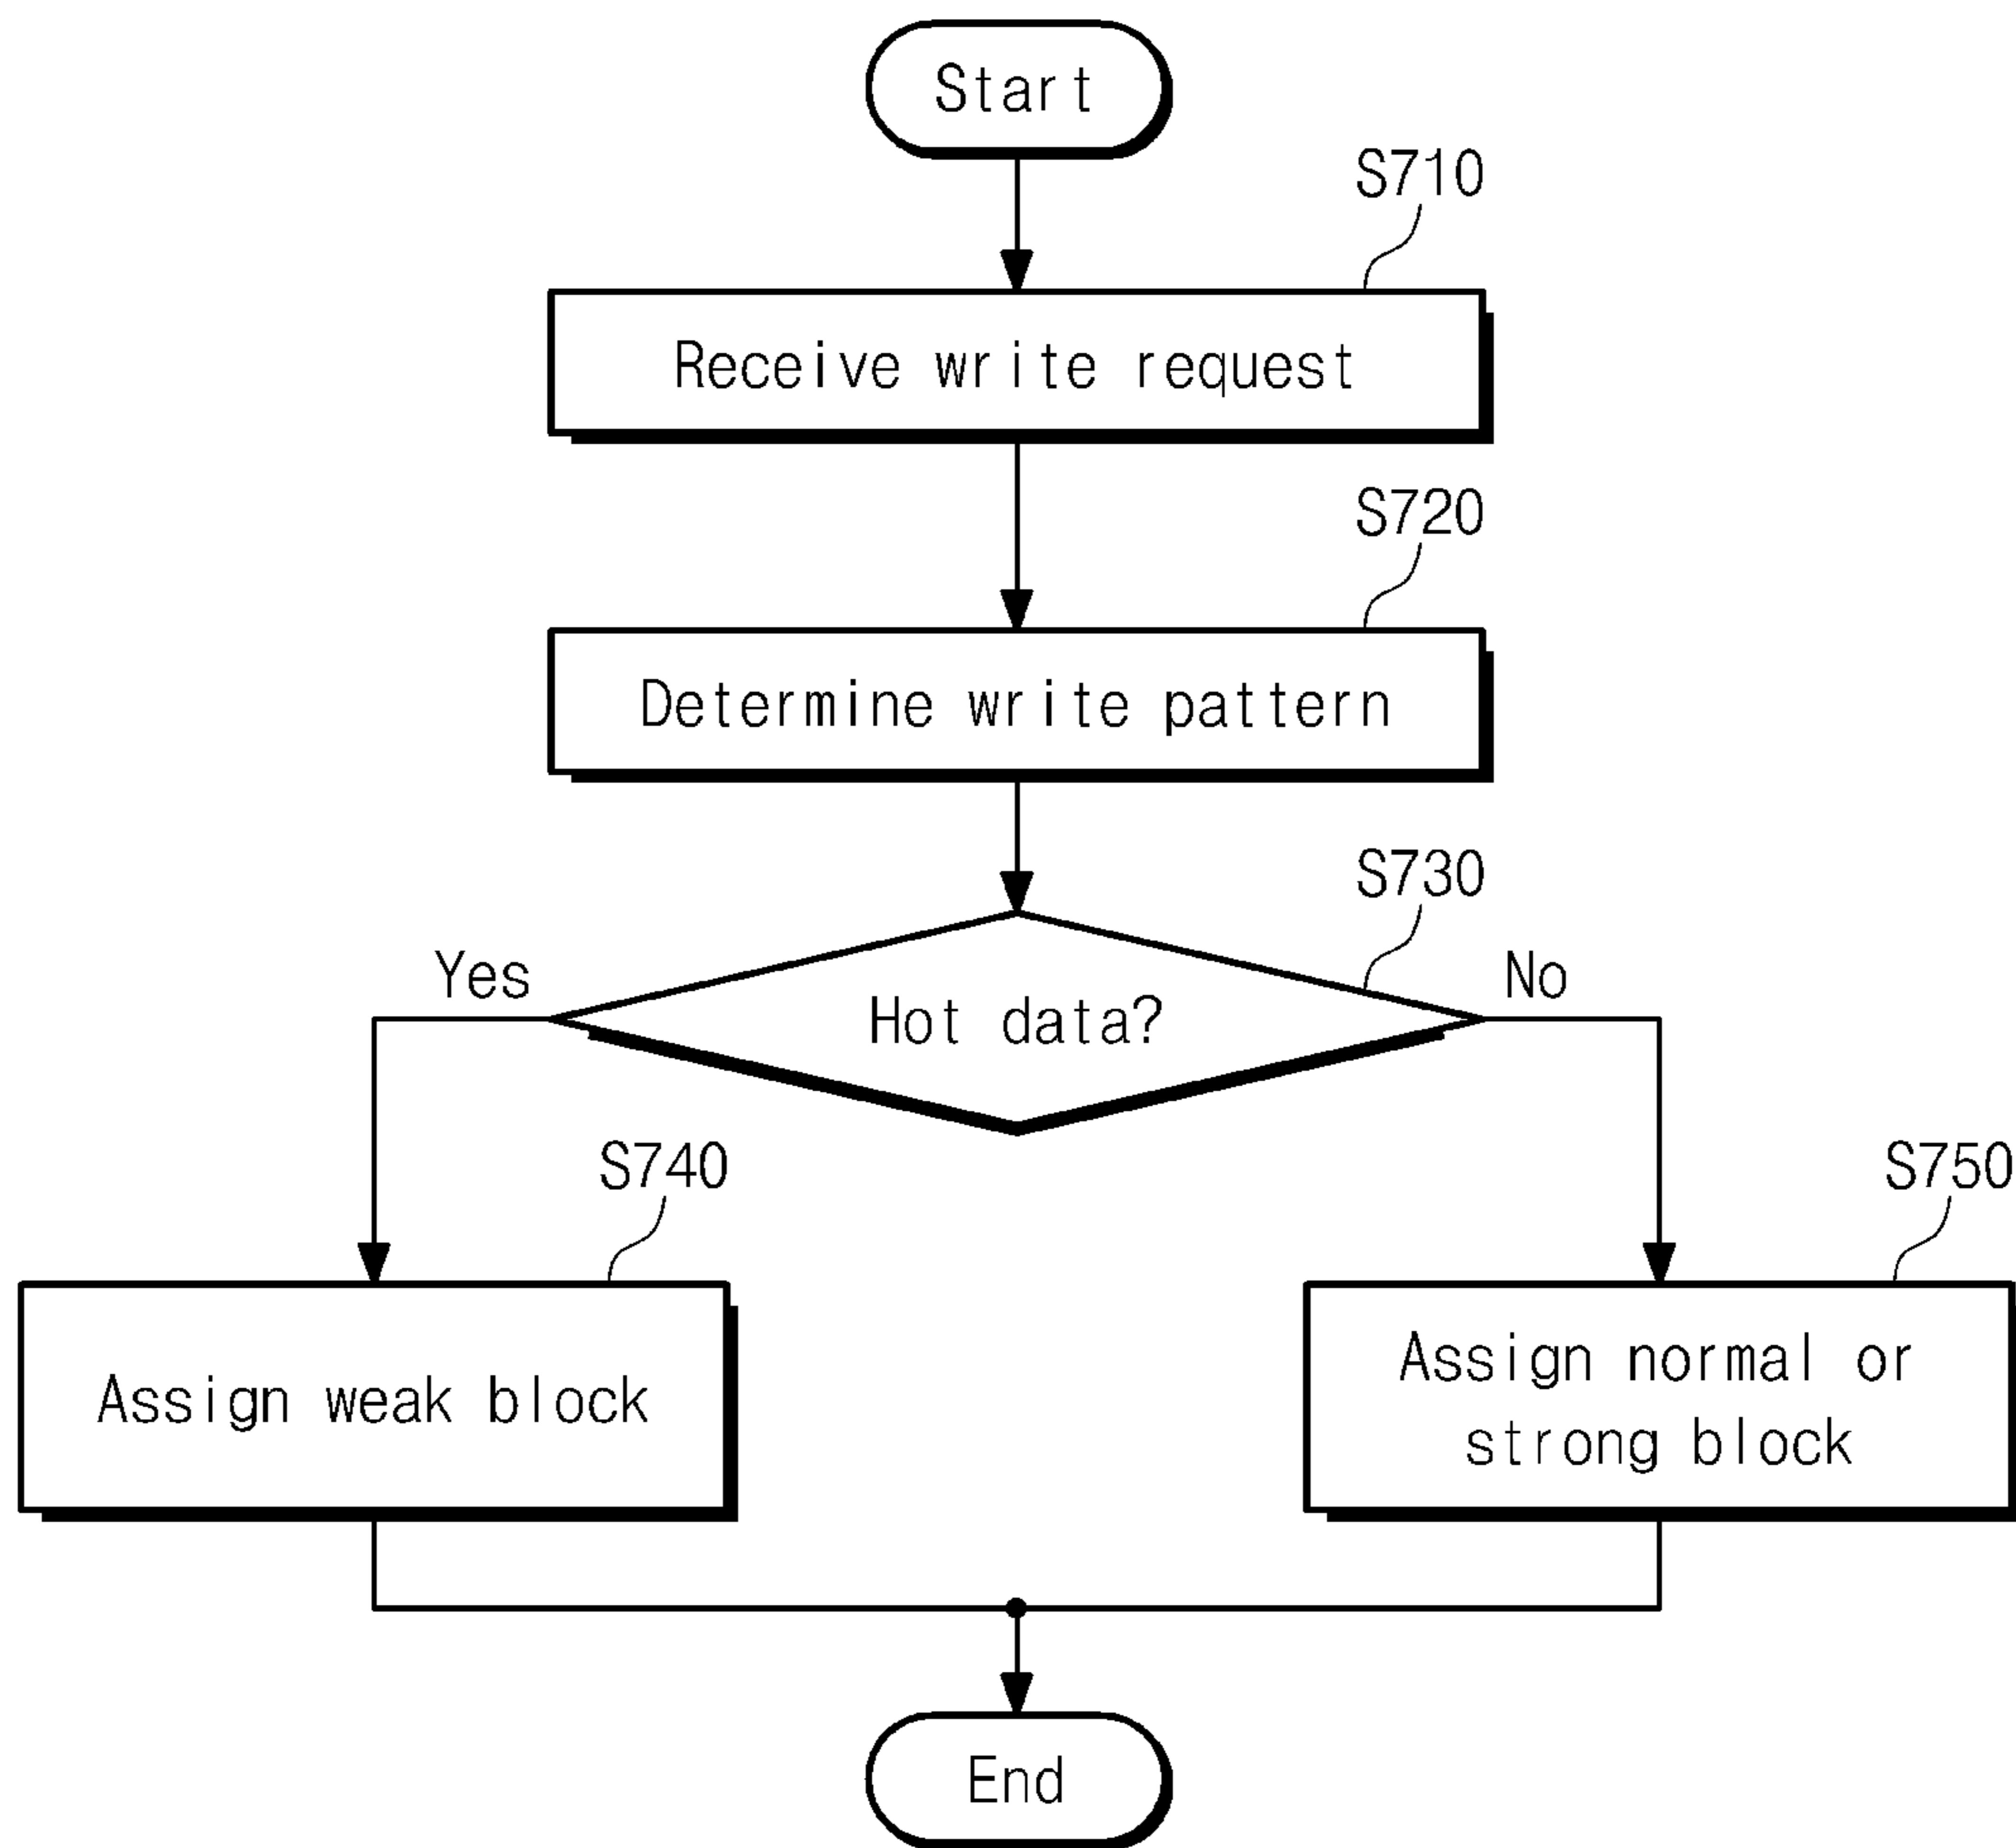 Start
S710
Receive write request
S720
Determine write pattern
S730
Yes
No
Hot data?
S740
S750
Assign weak block
Assign normal or
strong block
End